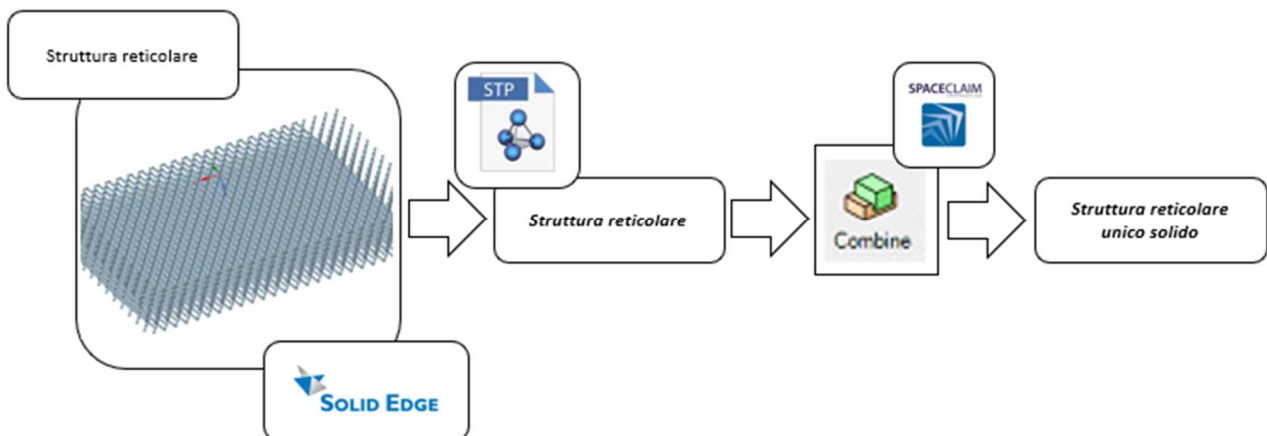 Struttura reticolare
STP
SPACECLAIM
Struttura reticolare
Combine
Struttura reticolare
unico solido
SOLID EDGE